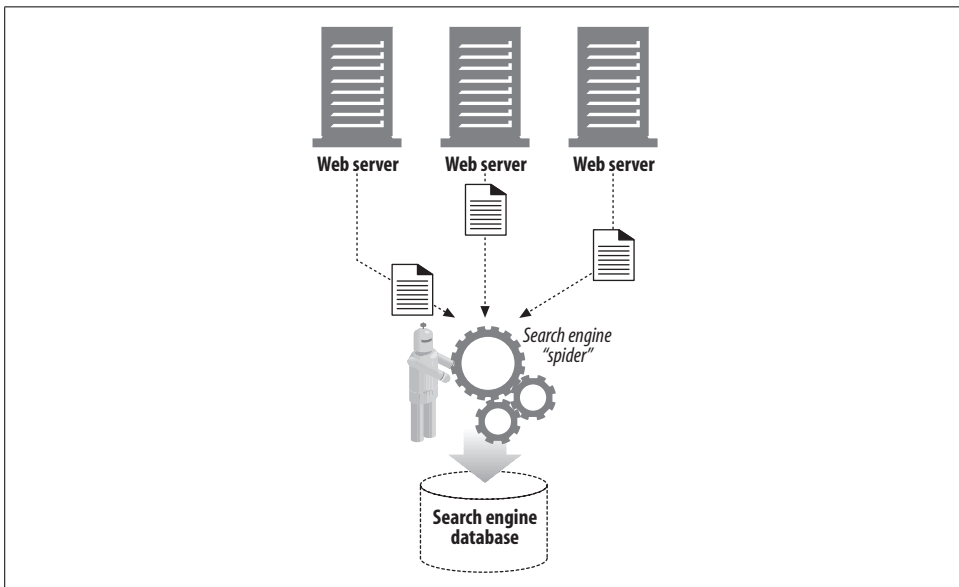 Web server
Web server
Web server
Search engine
“spider”
Search engine
database